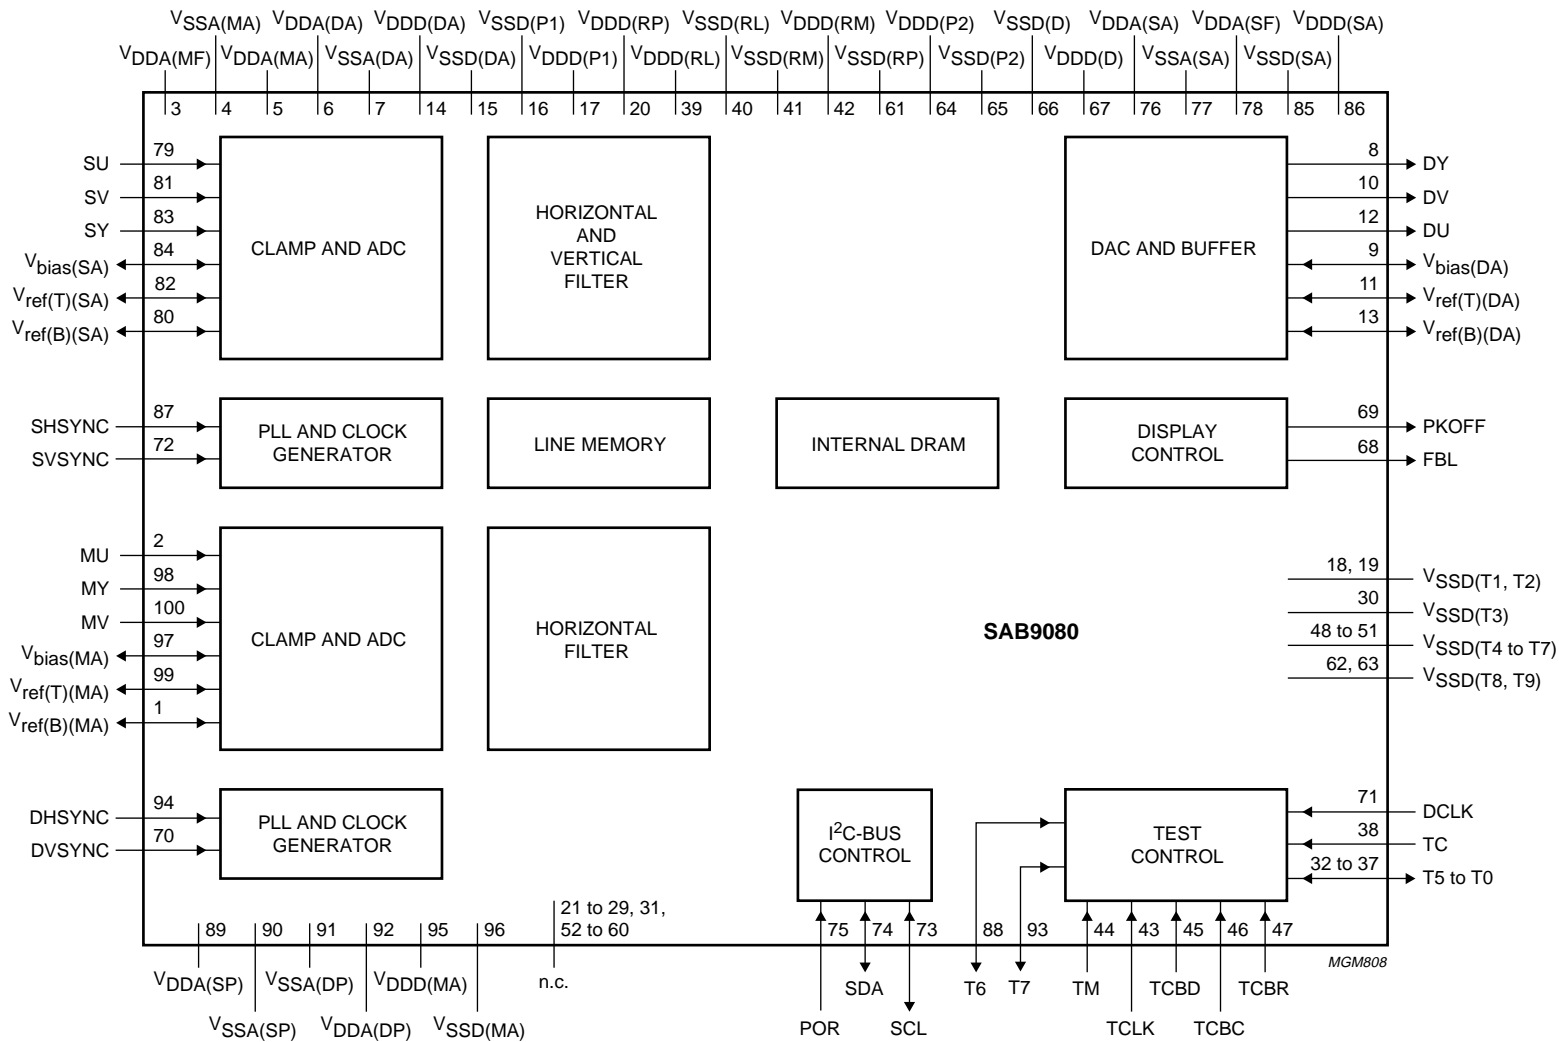 VSSA(MA) VDDA(DA) VDDD(DA) VSSD(P1) VDDD(RP) VSSD(RL) VDDD(RM) VDDD(P2) VSSD(D) VDDA(SA) VDDA(SF) VDDD(SA)
VDDA(MF) VDDA(MA) VSSA(DA) VSSD(DA) VDDD(P1) VDDD(RL) VSSD(RM) VSSD(RP) VSSD(P2) VDDD(D) VSSA(SA) VSSD(SA)
3 4 5 6 7 14 15 16 17 20 39 40 41 42 61 64 65 66 67 76 77 78 85 86
SU 79
SV 81
SY 83
Vbias(SA) 84
Vref(T)(SA) 82
Vref(B)(SA) 80
CLAMP AND ADC
HORIZONTAL
AND
VERTICAL
FILTER
DAC AND BUFFER
8 DY
10 DV
12 DU
9 Vbias(DA)
11 Vref(T)(DA)
13 Vref(B)(DA)
SHSYNC 87
SVSYNC 72
PLL AND CLOCK
GENERATOR
LINE MEMORY
INTERNAL DRAM
DISPLAY
CONTROL
69 PKOFF
68 FBL
MU 2
MY 98
MV 100
Vbias(MA) 97
Vref(T)(MA) 99
Vref(B)(MA) 1
CLAMP AND ADC
HORIZONTAL
FILTER
SAB9080
18, 19 VSSD(T1, T2)
30 VSSD(T3)
48 to 51 VSSD(T4 to T7)
62, 63 VSSD(T8, T9)
DHSYNC 94
DVSYNC 70
PLL AND CLOCK
GENERATOR
I2C-BUS
CONTROL
TEST
CONTROL
71 DCLK
38 TC
32 to 37 T5 to T0
21 to 29, 31,
52 to 60
89 90 91 92 95 96 75 74 73 88 93 44 43 45 46 47
MGM808
VDDA(SP) VSSA(DP) VDDD(MA) n.c. SDA T6 T7 TM TCBD TCBR
VSSA(SP) VDDA(DP) VSSD(MA) POR SCL TCLK TCBC